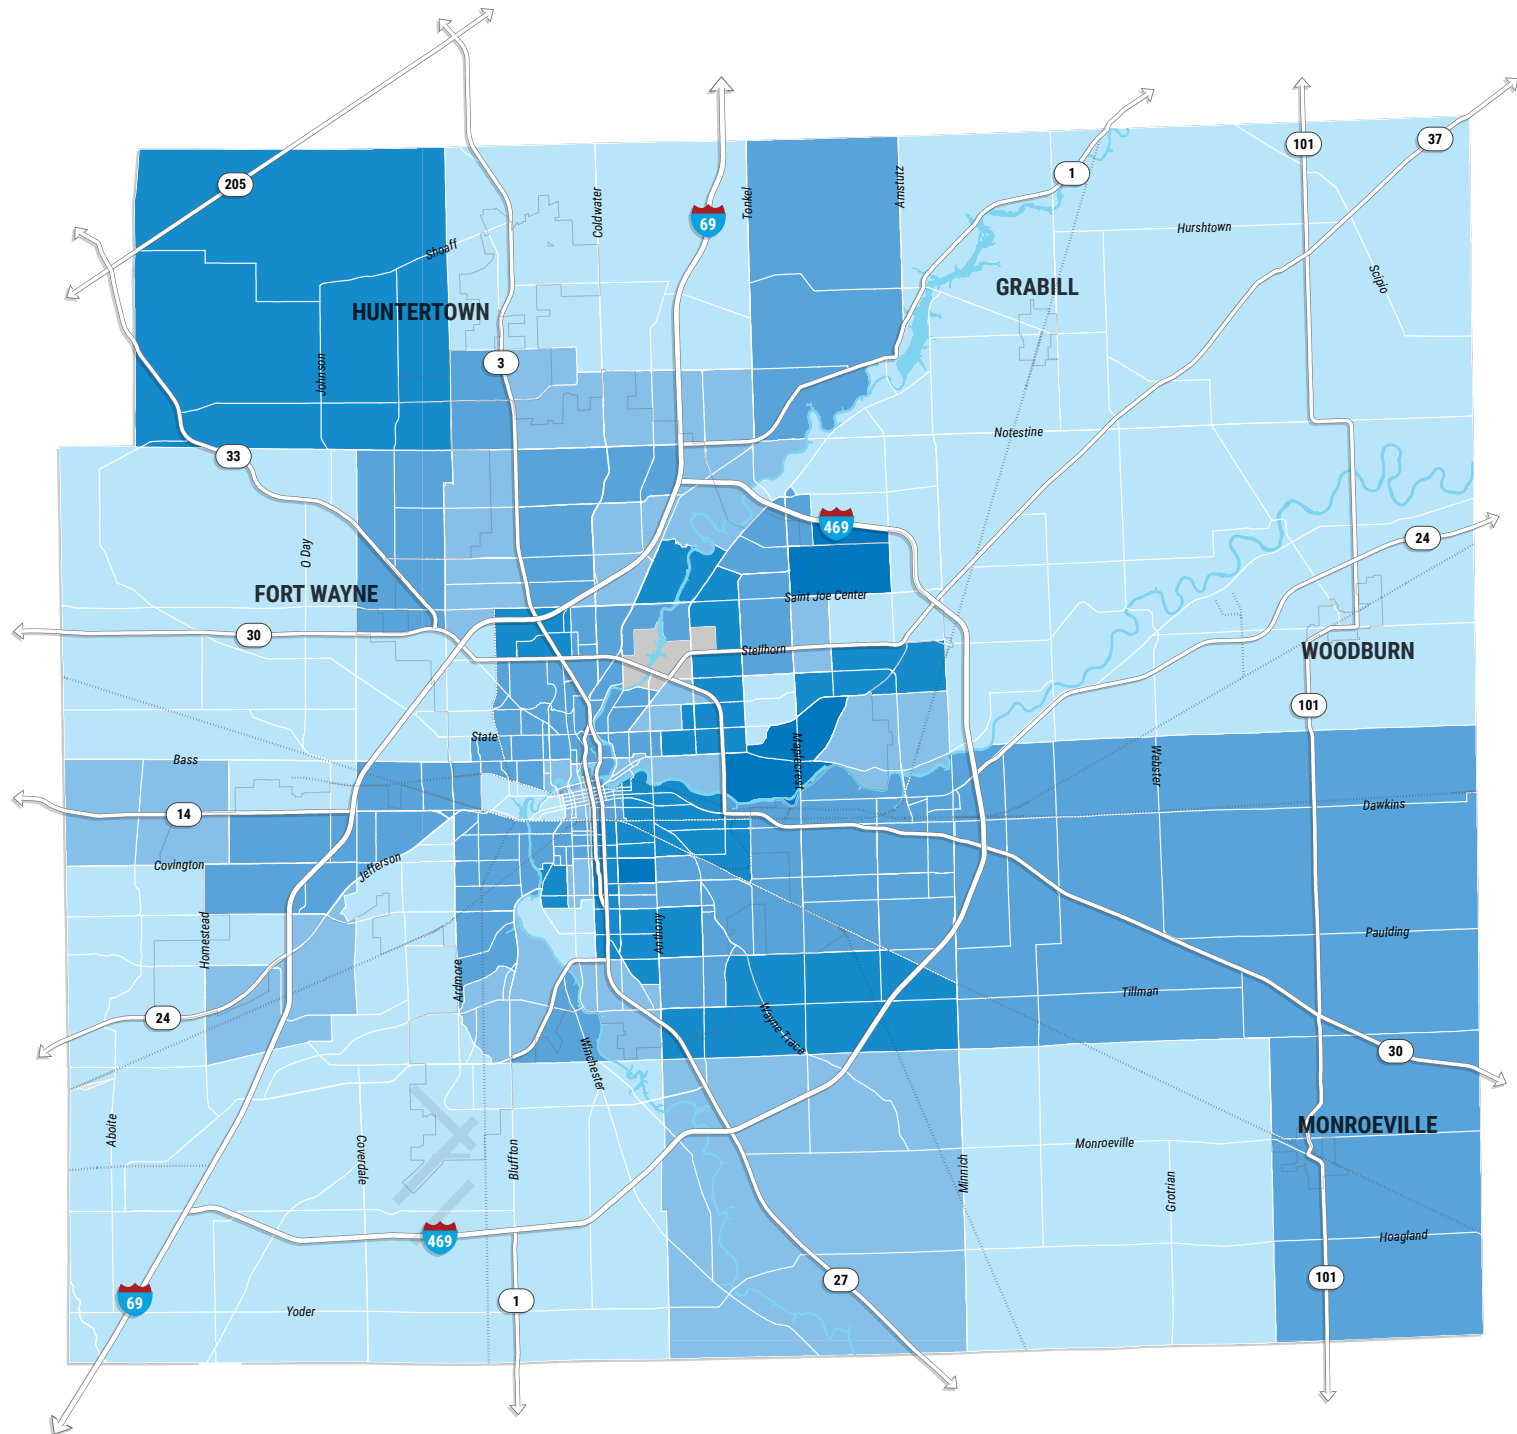 101
37
1
205
Coldwater
Tonkel
Amstutz
69
Hurshtown
Shoaff
Scipio
GRABILL
HUNTERTOWN
3
Johnson
Notestine
33
469
24
O Day
FORT WAYNE
Saint Joe Center
30
Stellhorn
WOODBURN
101
State
Bass
Maplecrest
Webster
14
Dawkins
Covington
Jefferson
Homestead
Anthony
Paulding
Ardmore
Tillman
24
Wayne Trace
30
Winchester
Aboite
MONROEVILLE
Coverdale
Bluffton
Monroeville
Minnich
Grotrian
469
Hoagland
27
101
69
1
Yoder